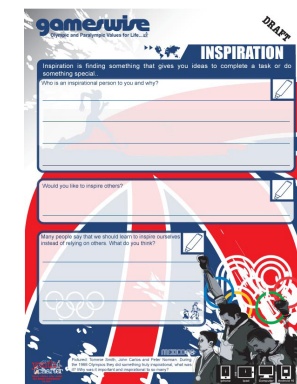 gameswise
Olympic and Paralympic Values for Life...
DRAFT
INSPIRATION
Inspiration is finding something that gives you ideas to complete a task or do
something special.
Who is an inspirational person to you and why?
Would you like to inspire others?
Many people say that we should learn to inspire ourselves
instead of relying on others. What do you think?
Pictured: Tommie Smith, John Carlos and Peter Norman. During
the 1968 Olympics they did something truly inspirational, what was
it? Who was it important and inspirational to so many?